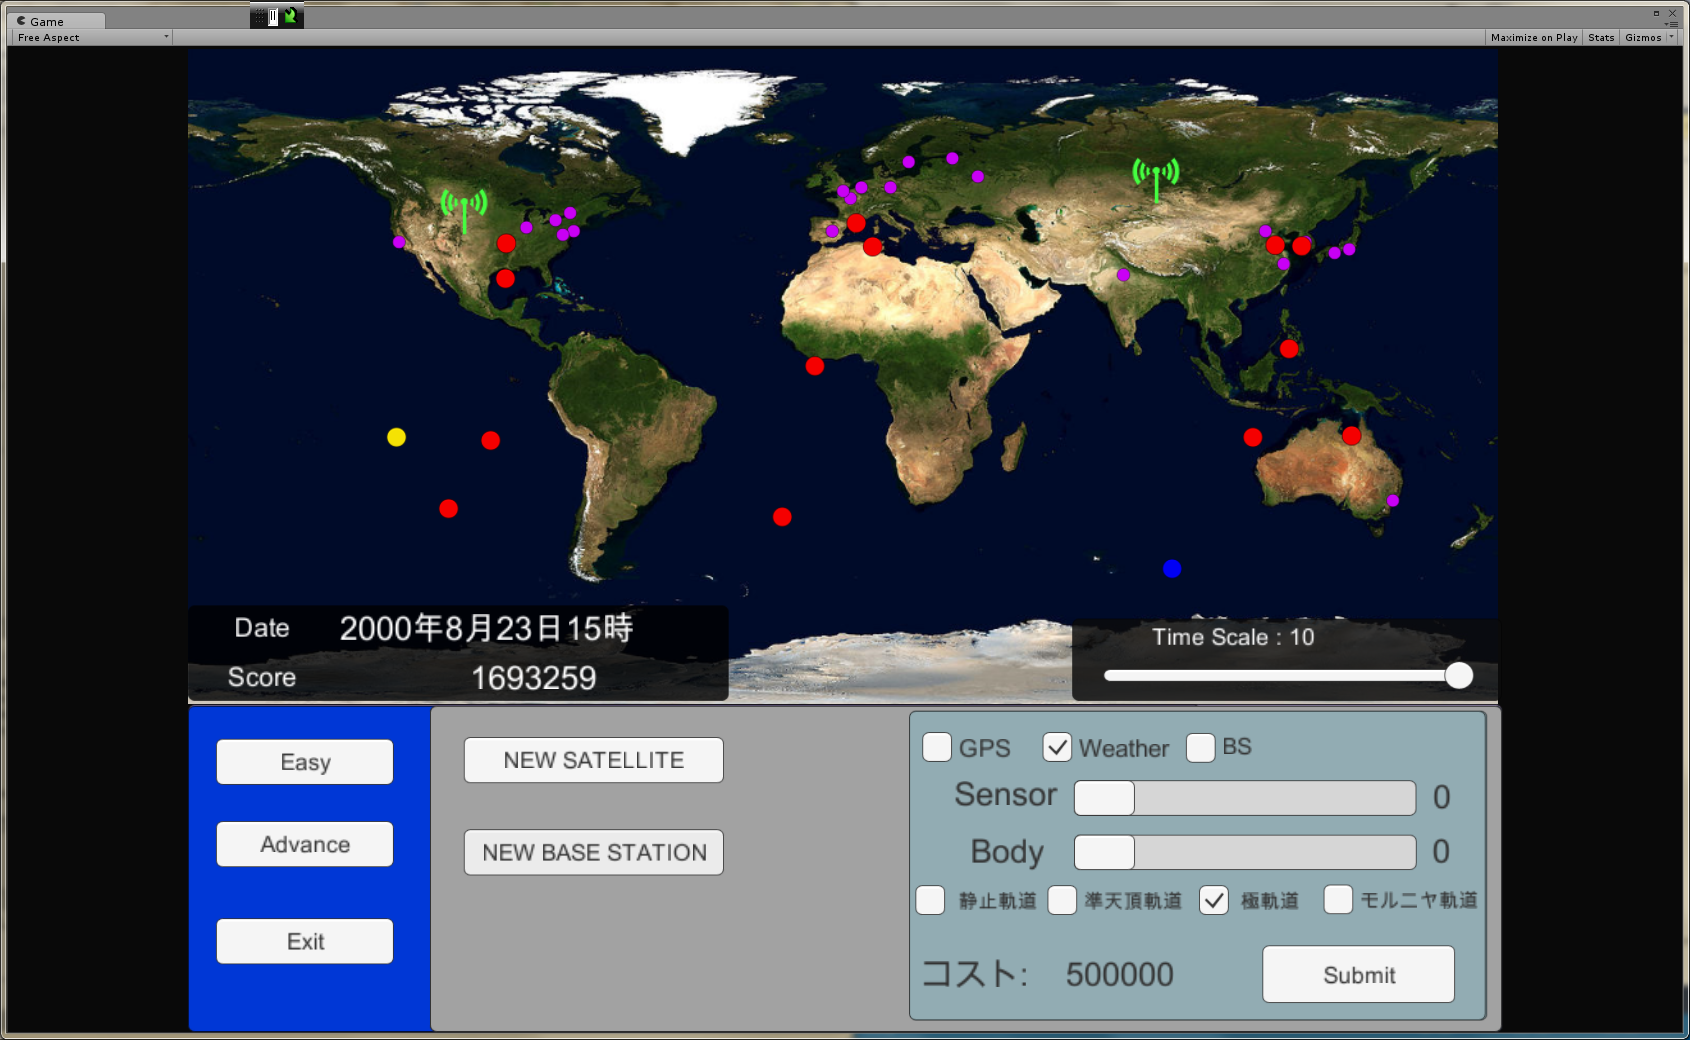 Game
Free Aspect
Maximize on Play Stats Gizmos
Date 2000年8月23日15時
Score 1693259
Time Scale : 10
Easy
Advance
Exit
NEW SATELLITE
NEW BASE STATION
GPS Weather BS
Sensor 0
Body 0
静止軌道 準天頂軌道 極軌道 モルニヤ軌道
コスト: 500000
Submit